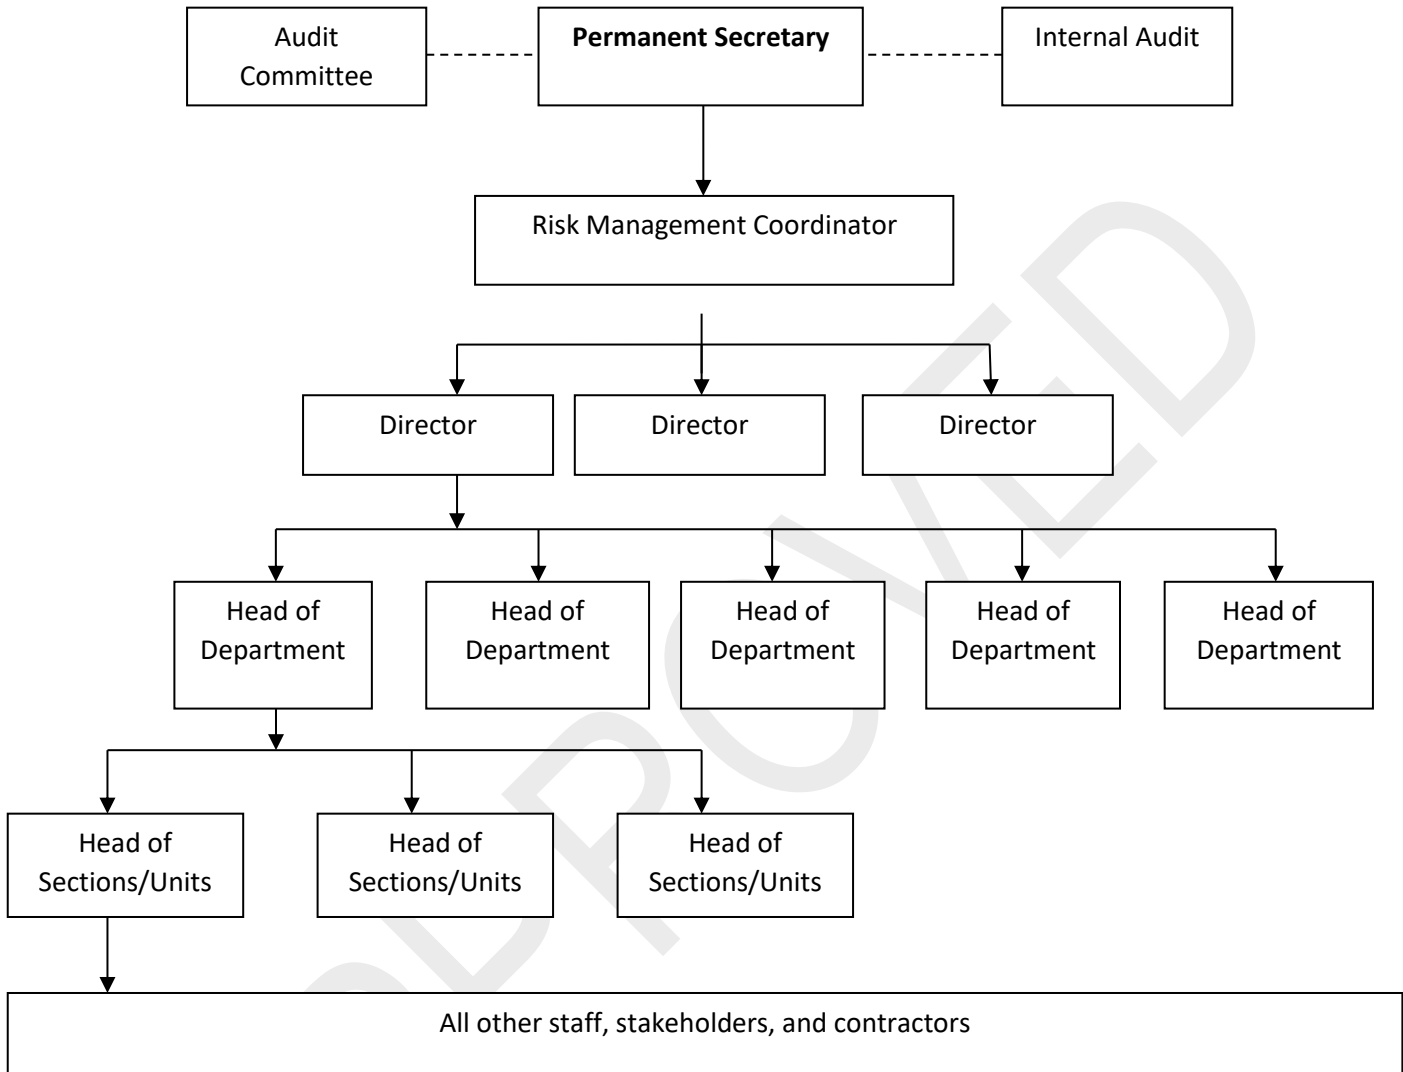 Audit
Committee
Permanent Secretary
Internal Audit
Risk Management Coordinator
Director
Director
Director
Head of
Department
Head of
Department
Head of
Department
Head of
Department
Head of
Department
Head of
Sections/Units
Head of
Sections/Units
Head of
Sections/Units
All other staff, stakeholders, and contractors